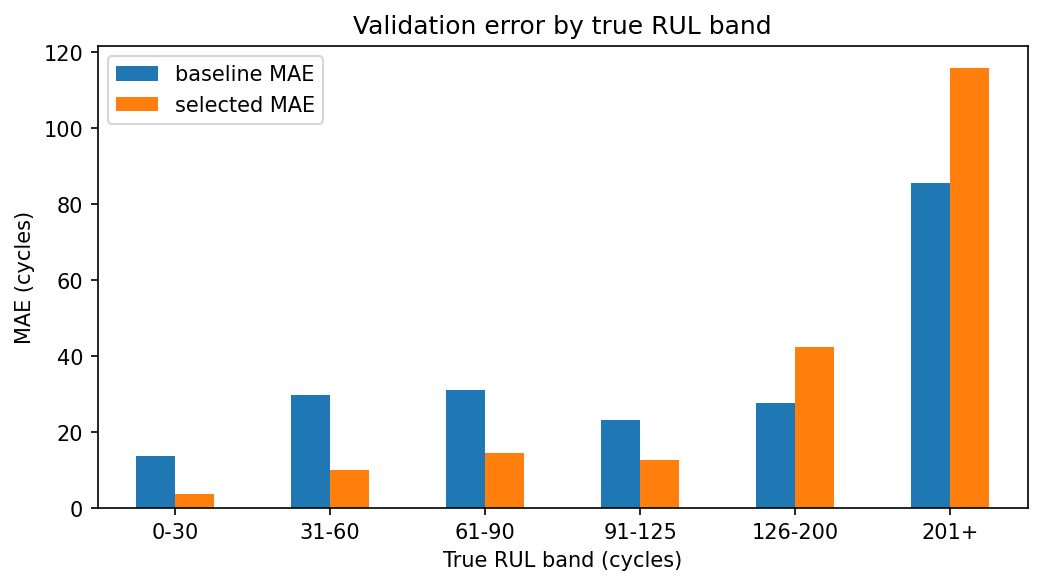 Validation error by true RUL band
baseline MAE
selected MAE
MAE (cycles)
120
100
80
60
40
20
0
0-30
31-60
61-90
91-125
126-200
201+
True RUL band (cycles)